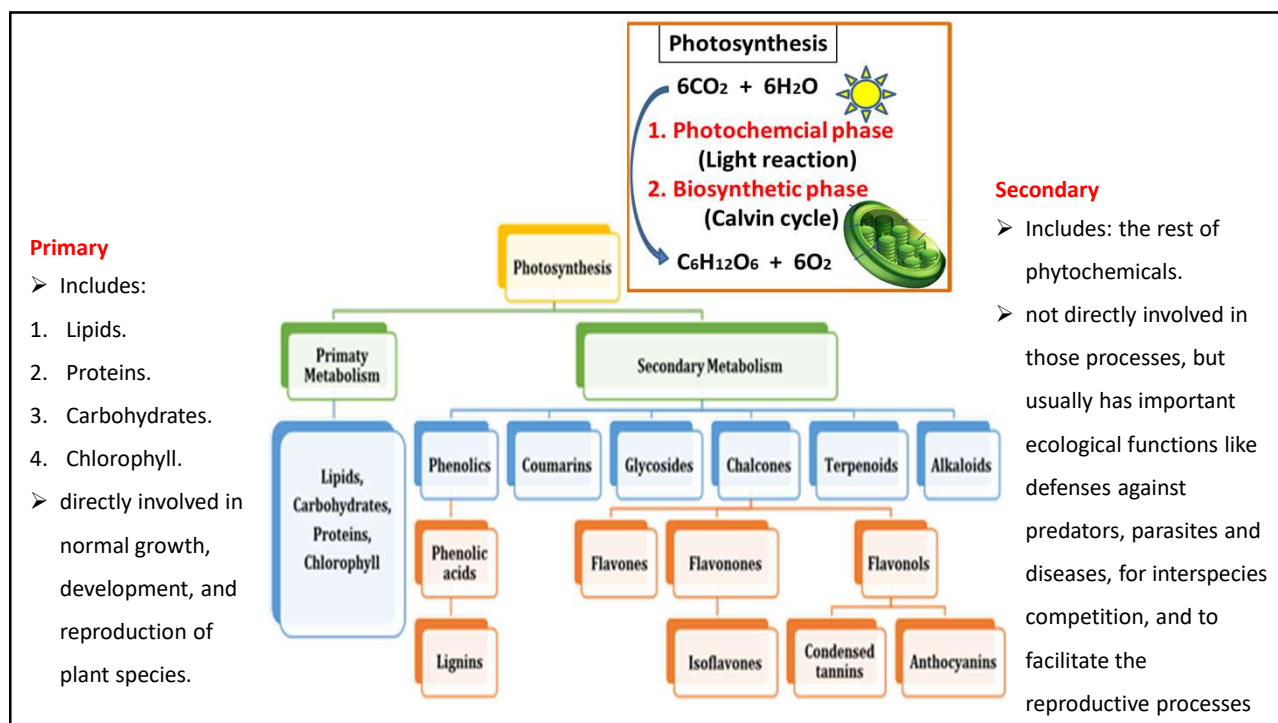 Photosynthesis
6CO2 + 6H2O
1. Photochemcial phase
(Light reaction)
2. Biosynthetic phase
(Calvin cycle)
C6H12O6 + 6O2
Primary
➢ Includes:
1. Lipids.
2. Proteins.
3. Carbohydrates.
4. Chlorophyll.
➢ directly involved in
normal growth,
development, and
reproduction of
plant species.
Photosynthesis
Primaty
Metabolism
Secondary Metabolism
Lipids,
Carbohydrates,
Proteins,
Chlorophyll
Phenolics
Coumarins
Glycosides
Chalcones
Terpenoids
Alkaloids
Phenolic
acids
Flavones
Flavonones
Flavonols
Lignins
Isoflavones
Condensed
tannins
Anthocyanins
Secondary
➢ Includes: the rest of
phytochemicals.
➢ not directly involved in
those processes, but
usually has important
ecological functions like
defenses against
predators, parasites and
diseases, for interspecies
competition, and to
facilitate the
reproductive processes